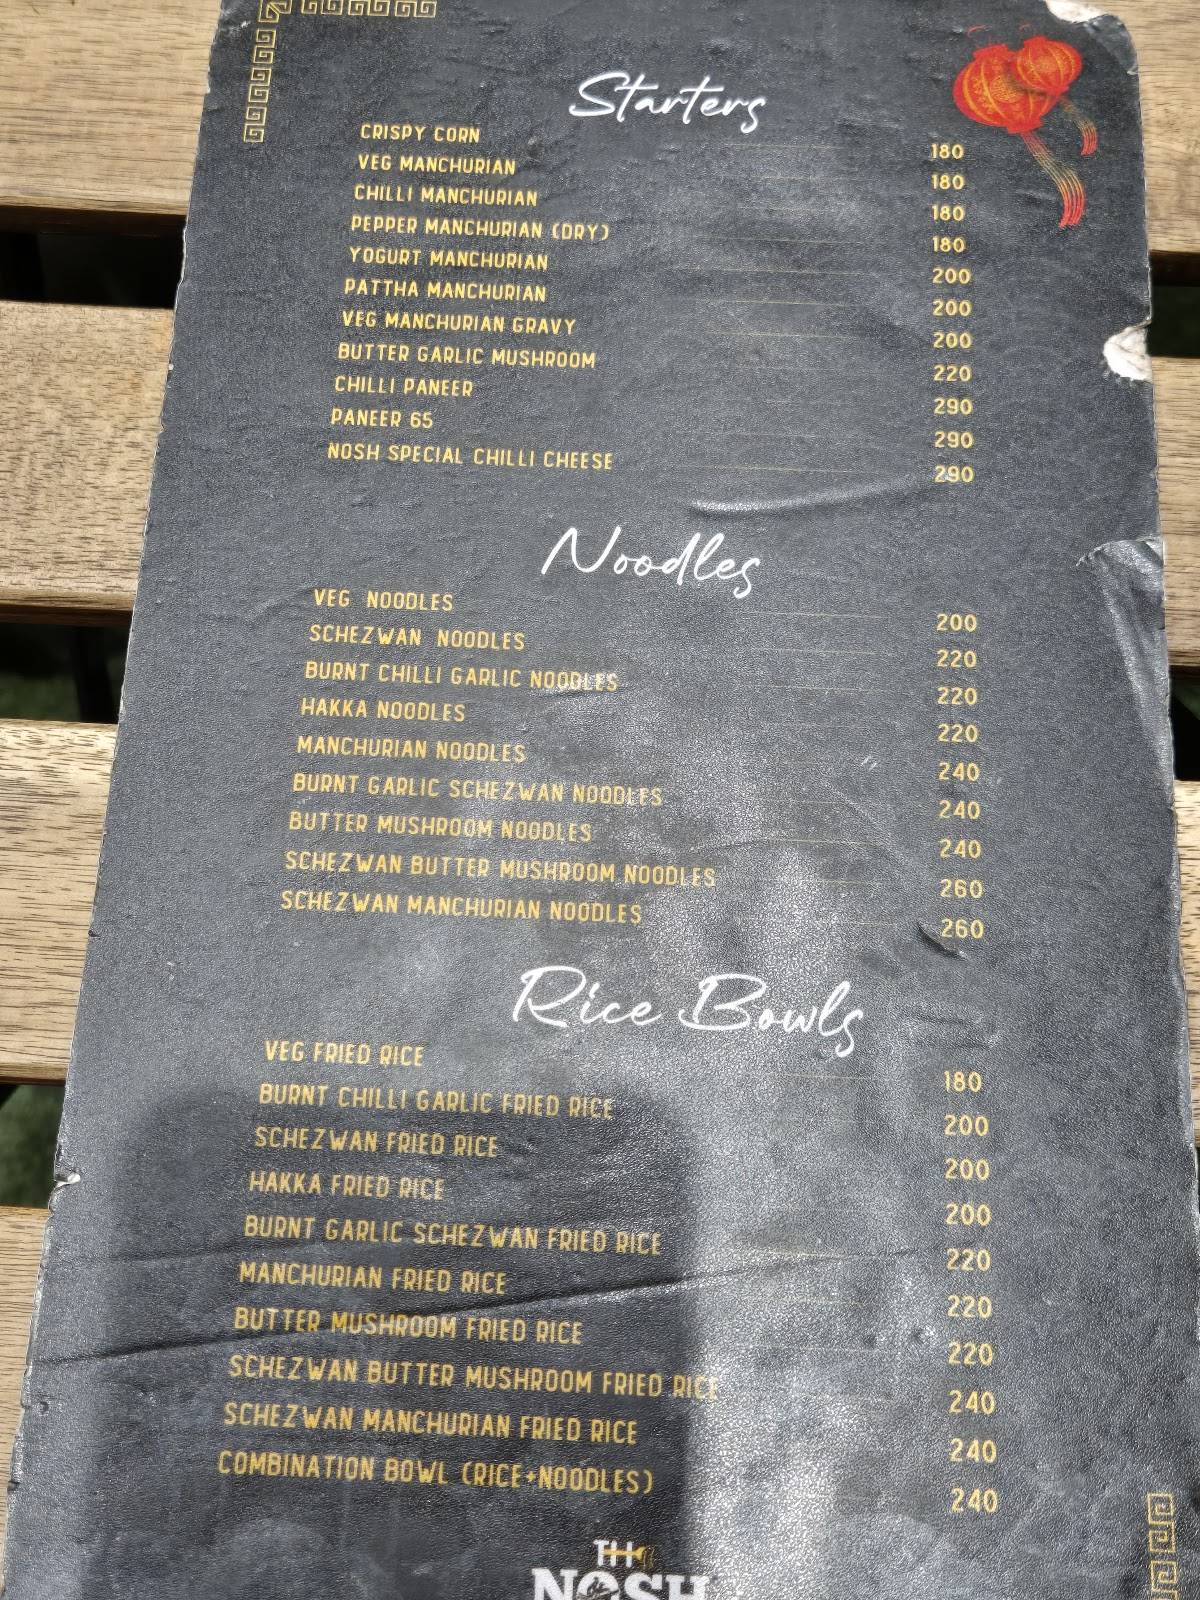 Starters
CRISPY CORN 180
VEG MANCHURIAN 180
CHILLI MANCHURIAN 180
PEPPER MANCHURIAN (DRY) 180
YOGURT MANCHURIAN 200
PATTHA MANCHURIAN 200
VEG MANCHURIAN GRAVY 200
BUTTER GARLIC MUSHROOM 220
CHILLI PANEER 290
PANEER 65 290
NOSH SPECIAL CHILLI CHEESE 290
Noodles
VEG NOODLES 200
SCHEZWAN NOODLES 220
BURNT CHILLI GARLIC NOODLES 220
HAKKA NOODLES 220
MANCHURIAN NOODLES 240
BURNT GARLIC SCHEZWAN NOODLES 240
BUTTER MUSHROOM NOODLES 240
SCHEZWAN BUTTER MUSHROOM NOODLES 260
SCHEZWAN MANCHURIAN NOODLES 260
Rice Bowls
VEG FRIED RICE 180
BURNT CHILLI GARLIC FRIED RICE 200
SCHEZWAN FRIED RICE 200
HAKKA FRIED RICE 200
BURNT GARLIC SCHEZWAN FRIED RICE 220
MANCHURIAN FRIED RICE 220
BUTTER MUSHROOM FRIED RICE 220
SCHEZWAN BUTTER MUSHROOM FRIED RICE 240
SCHEZWAN MANCHURIAN FRIED RICE 240
COMBINATION BOWL (RICE+NOODLES) 240
NOSH